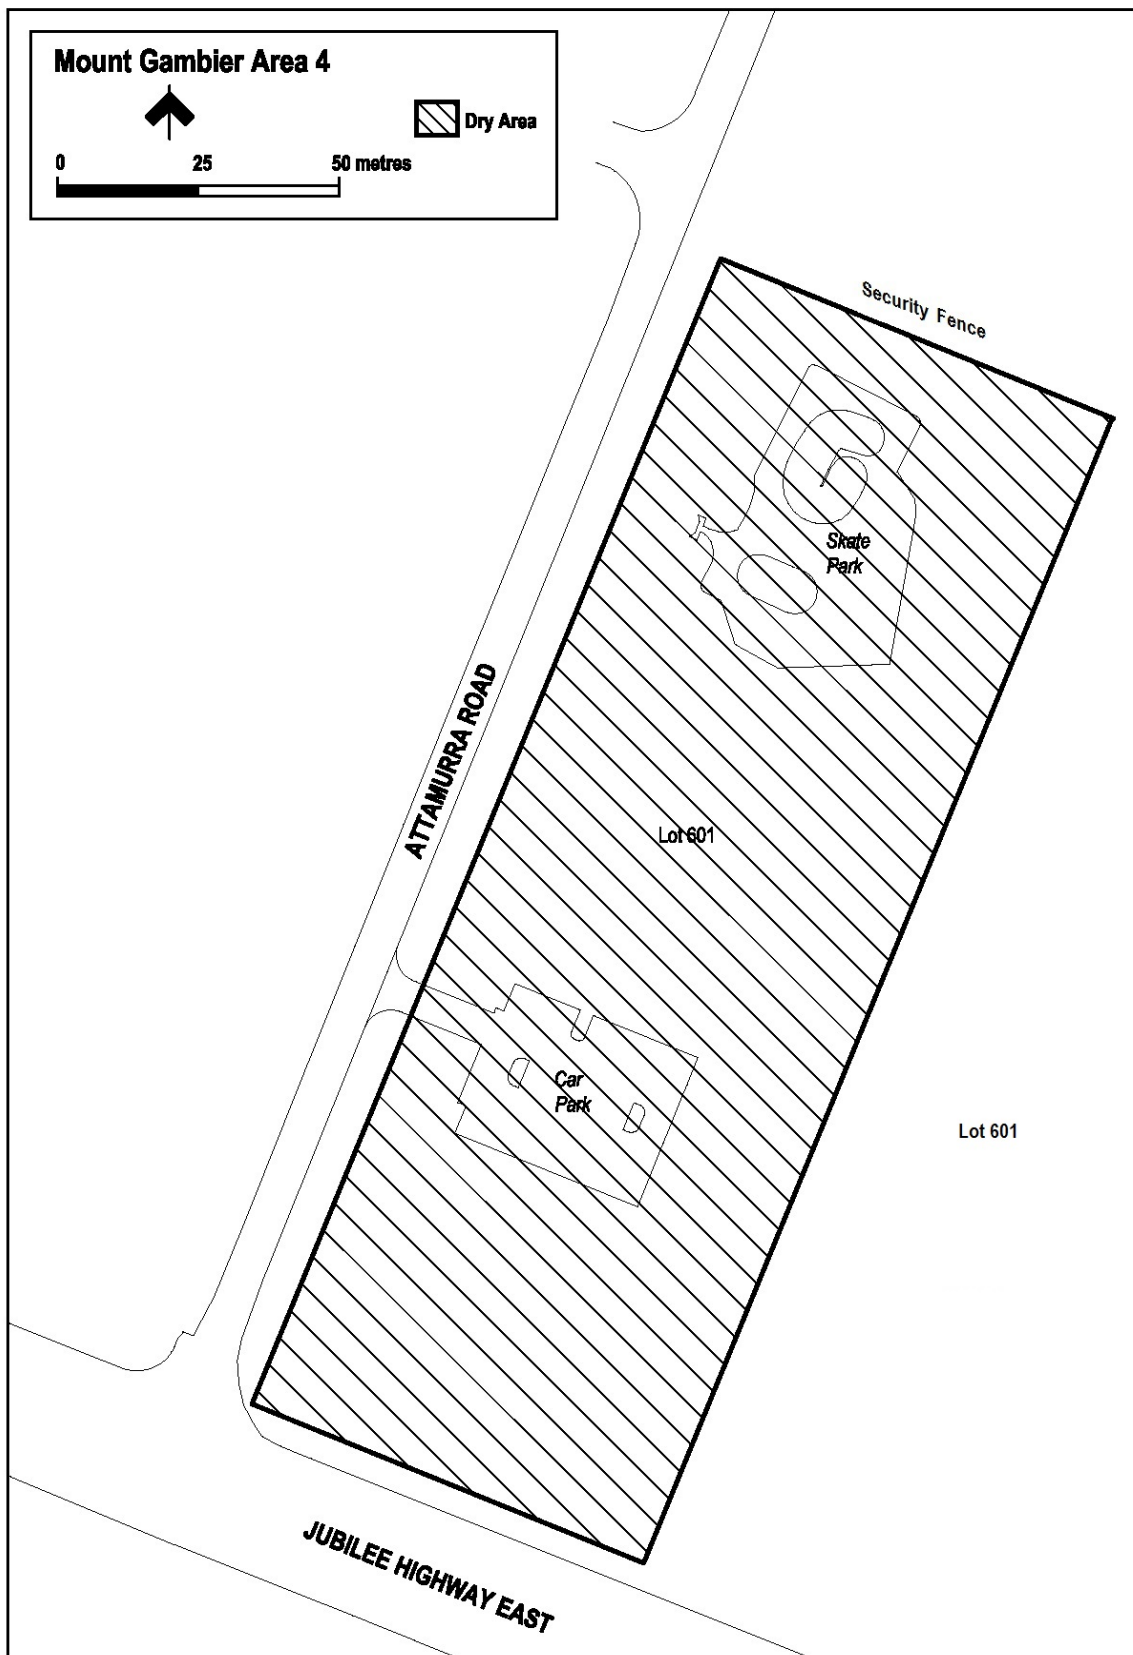 Mount Gambier Area 4
Dry Area
0 25 50 metres
Security Fence
Skate
Park
ATTAMURRA ROAD
Lot 601
Car
Park
Lot 601
JUBILEE HIGHWAY EAST